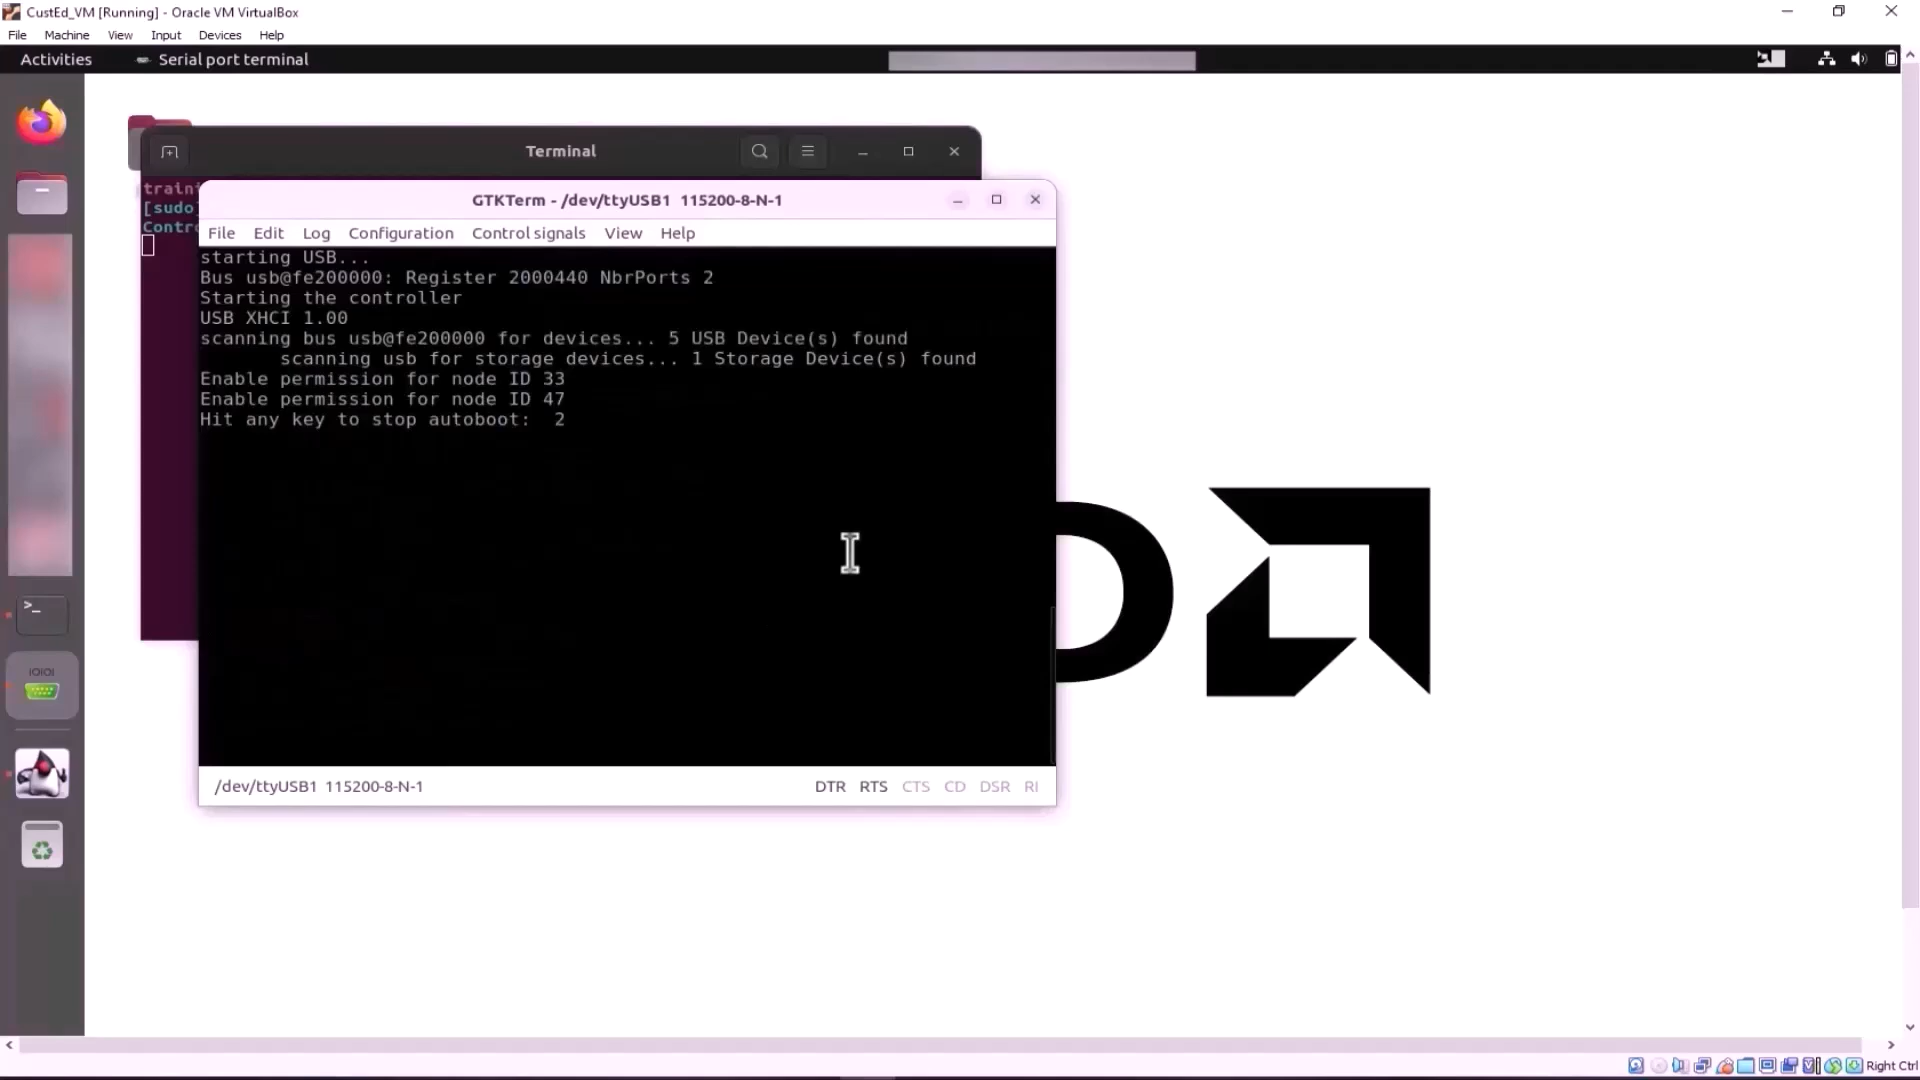 CustEd_VM [Running] - Oracle VM VirtualBox
File Machine View Input Devices Help
Activities Serial port terminal
Terminal
train
[sudo]
Contro
GTKTerm - /dev/ttyUSB1 115200-8-N-1
File Edit Log Configuration Control signals View Help
starting USB...
Bus usb@fe200000: Register 2000440 NbrPorts 2
Starting the controller
USB XHCI 1.00
scanning bus usb@fe200000 for devices... 5 USB Device(s) found
scanning usb for storage devices... 1 Storage Device(s) found
Enable permission for node ID 33
Enable permission for node ID 47
Hit any key to stop autoboot: 2
/dev/ttyUSB1 115200-8-N-1 DTR RTS CTS CD DSR RI
>_
IOIOI
D
Right Ctrl